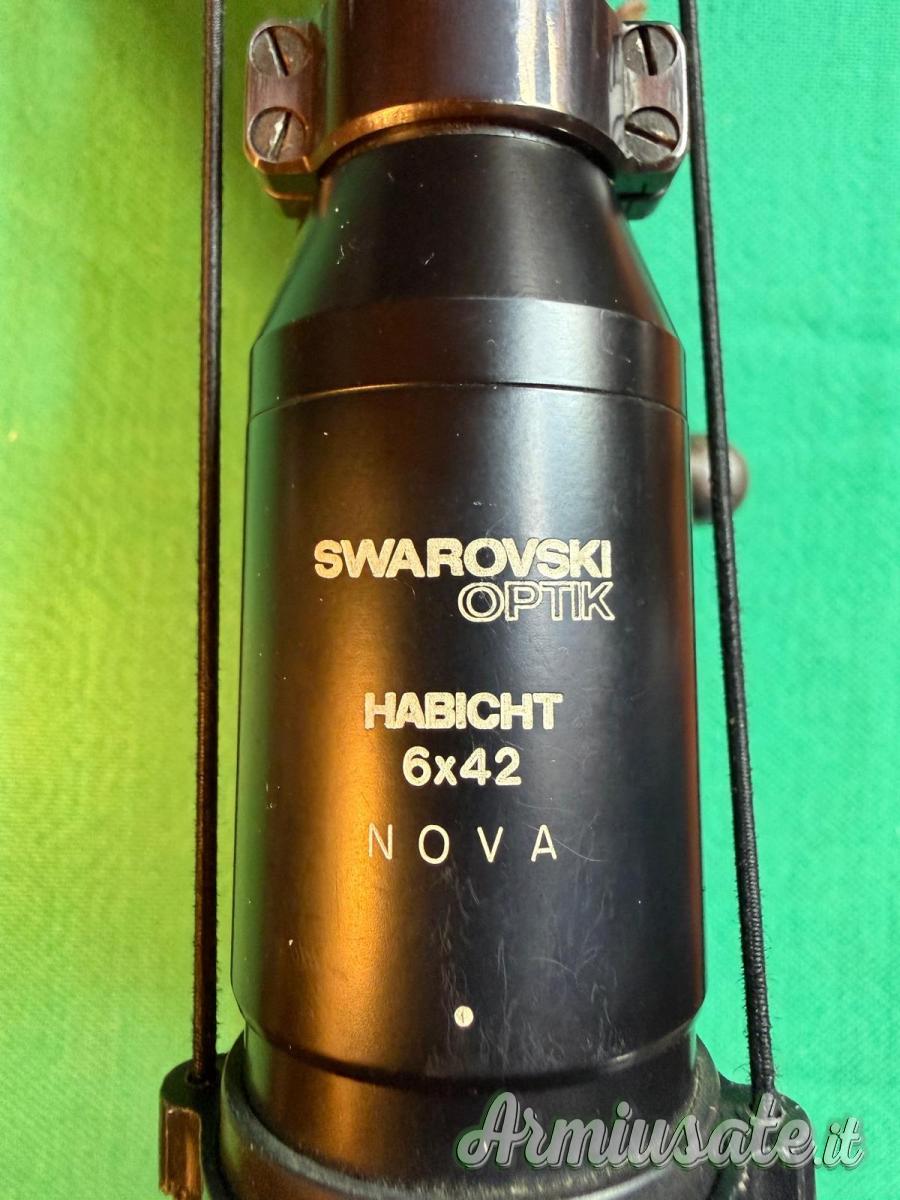 SWAROVSKI
OPTIK
HABICHT
6x42
NOVA
Armiusate.it